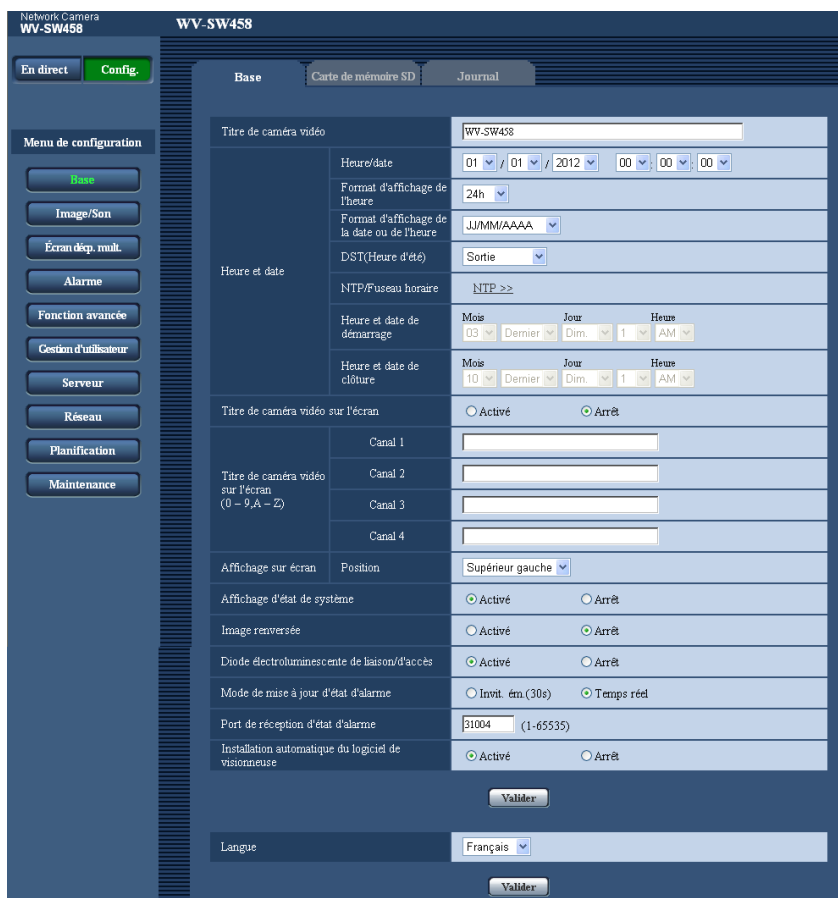 Network Camera
WV-SW458
WV-SW458
En direct
Config.
Base
Carte de mémoire SD
Journal
Menu de configuration
Base
Image/Son
Écran déçp. mult.
Alarme
Fonction avancée
Gestion d'utilisateur
Serveur
Réseau
Planification
Maintenance
Titre de caméra vidéo
WV-SW458
Heure et date
Heure/date
01 / 01 / 2012 00 : 00 : 00
Format d'affichage de
l'heure
24h
Format d'affichage de
la date ou de l'heure
JJ/MM/AAAA
DST(Heure d'été)
Sortie
NTP/Fuseau horaire
NTP >>
Heure et date de
démarrage
Mois Jour Heure
03 Dernier Dim. 1 AM
Heure et date de
clôture
Mois Jour Heure
10 Dernier Dim. 1 AM
Titre de caméra vidéo sur l'écran
Activé Arrêt
Titre de caméra vidéo
sur l'écran
(0 – 9,A – Z)
Canal 1
Canal 2
Canal 3
Canal 4
Affichage sur écran
Position
Supérieur gauche
Affichage d'état de système
Activé Arrêt
Image renversée
Activé Arrêt
Diode électroluminescente de liaison/d'accès
Activé Arrêt
Mode de mise à jour d'état d'alarme
Invit. ém.(30s) Temps réel
Port de réception d'état d'alarme
31004 (1-65535)
Installation automatique du logiciel de
visionneuse
Activé Arrêt
Valider
Langue
Français
Valider